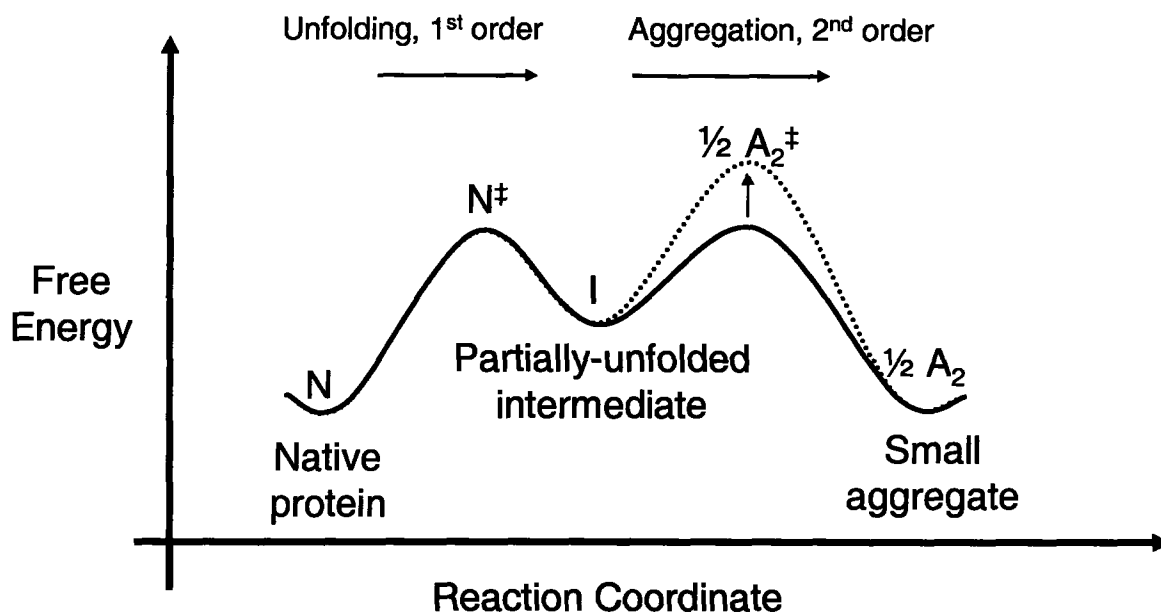 Unfolding, 1st order
Aggregation, 2nd order
½ A₂‡
N‡
I
Free
Energy
N
Partially-unfolded
intermediate
½ A₂
Native
protein
Small
aggregate
Reaction Coordinate